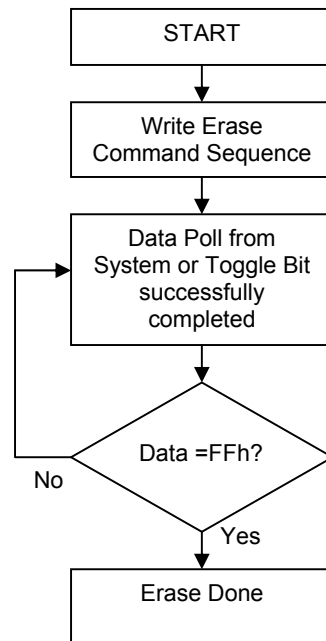 START
Write Erase
Command Sequence
Data Poll from
System or Toggle Bit
successfully
completed
Data =FFh?
No
Yes
Erase Done